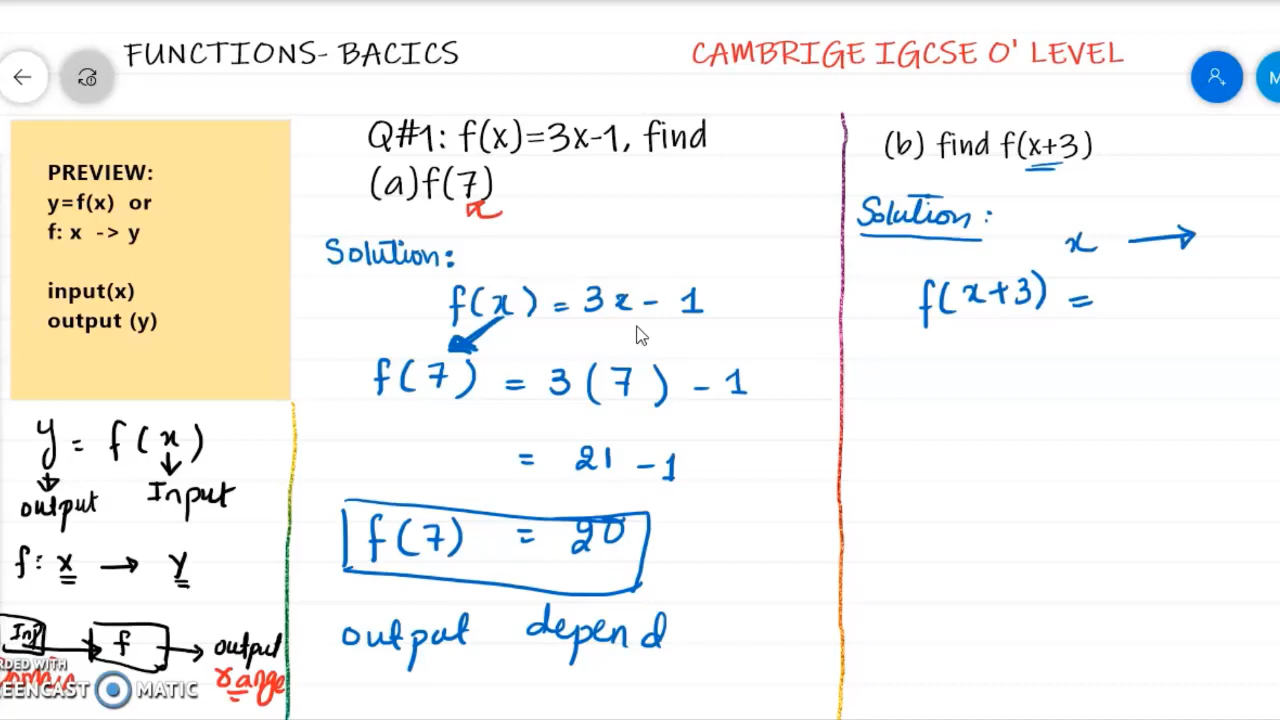 FUNCTIONS- BACICS
CAMBRIGE IGCSE O' LEVEL
M
PREVIEW:
y=f(x) or
f: x -> y
input(x)
output (y)
y = f(x)
output Input
f: x → y
Inp → f → output
range
Q#1: f(x)=3x-1, find
(a)f(7)
x
Solution:
f(x) = 3x - 1
f(7) = 3(7) - 1
= 21 - 1
f(7) = 20
output depend
(b) find f(x+3)
Solution:
x →
f(x+3) =
MATIC